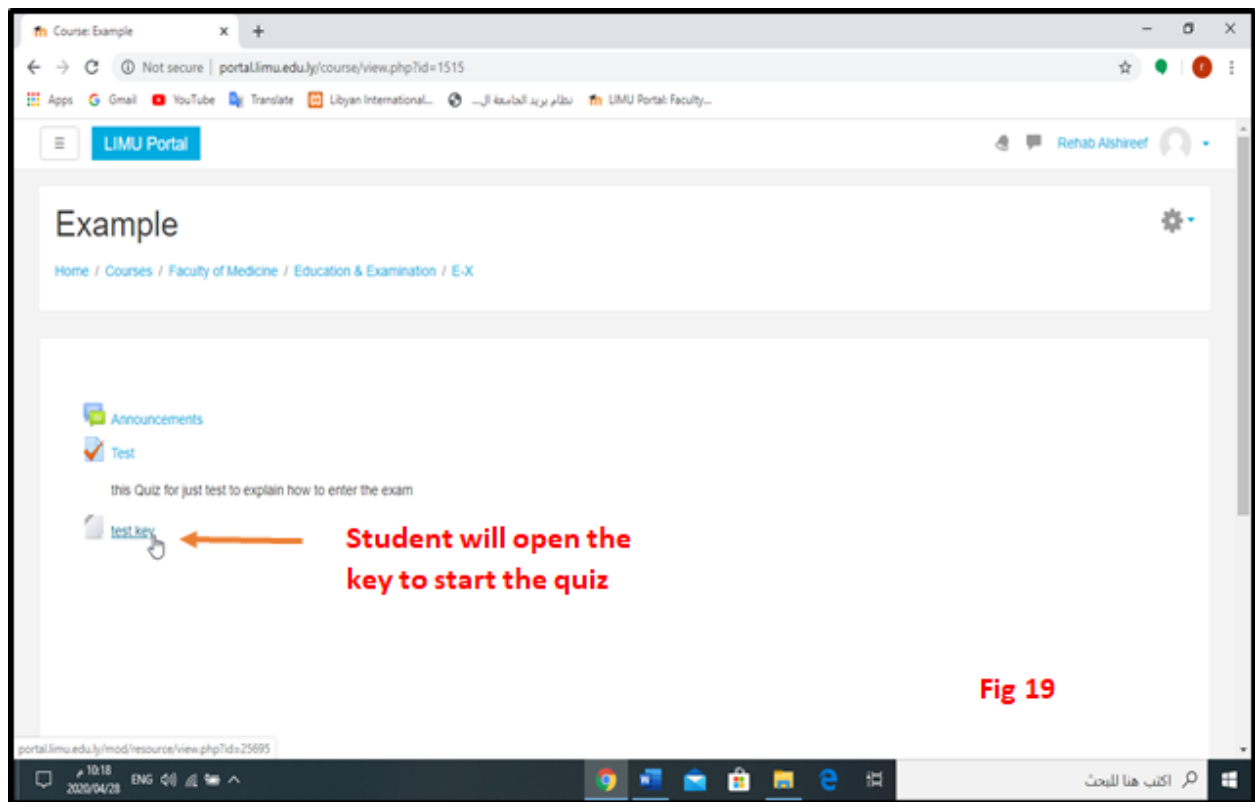 Course: Example
Not secure | portal.limu.edu.ly/course/view.php?id=1515
Apps Gmail YouTube Translate Libyan International... نظام بريد الجامعة ال... LIMU Portal: Faculty...
LIMU Portal
Rehab Alshireef
Example
Home / Courses / Faculty of Medicine / Education & Examination / E-X
Announcements
Test
this Quiz for just test to explain how to enter the exam
test key
Student will open the
key to start the quiz
Fig 19
portal.limu.edu.ly/mod/resource/view.php?id=25695
10:18 م
2020/04/28
ENG
اكتب هنا للبحث